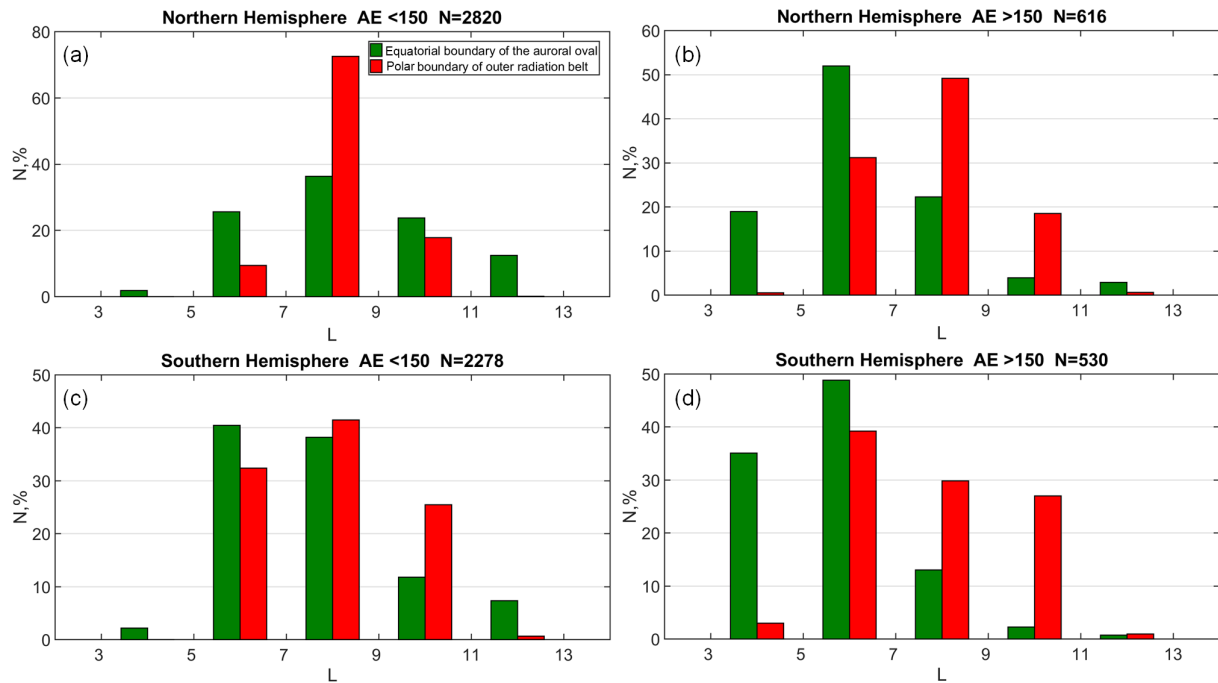 Northern Hemisphere AE <150 N=2820
(a)
Equatorial boundary of the auroral oval
Polar boundary of outer radiation belt
80
60
40
20
0
N,%
3 5 7 9 11 13
L
Northern Hemisphere AE >150 N=616
(b)
60
50
40
30
20
10
0
N,%
3 5 7 9 11 13
L
Southern Hemisphere AE <150 N=2278
(c)
50
40
30
20
10
0
N,%
3 5 7 9 11 13
L
Southern Hemisphere AE >150 N=530
(d)
50
40
30
20
10
0
N,%
3 5 7 9 11 13
L